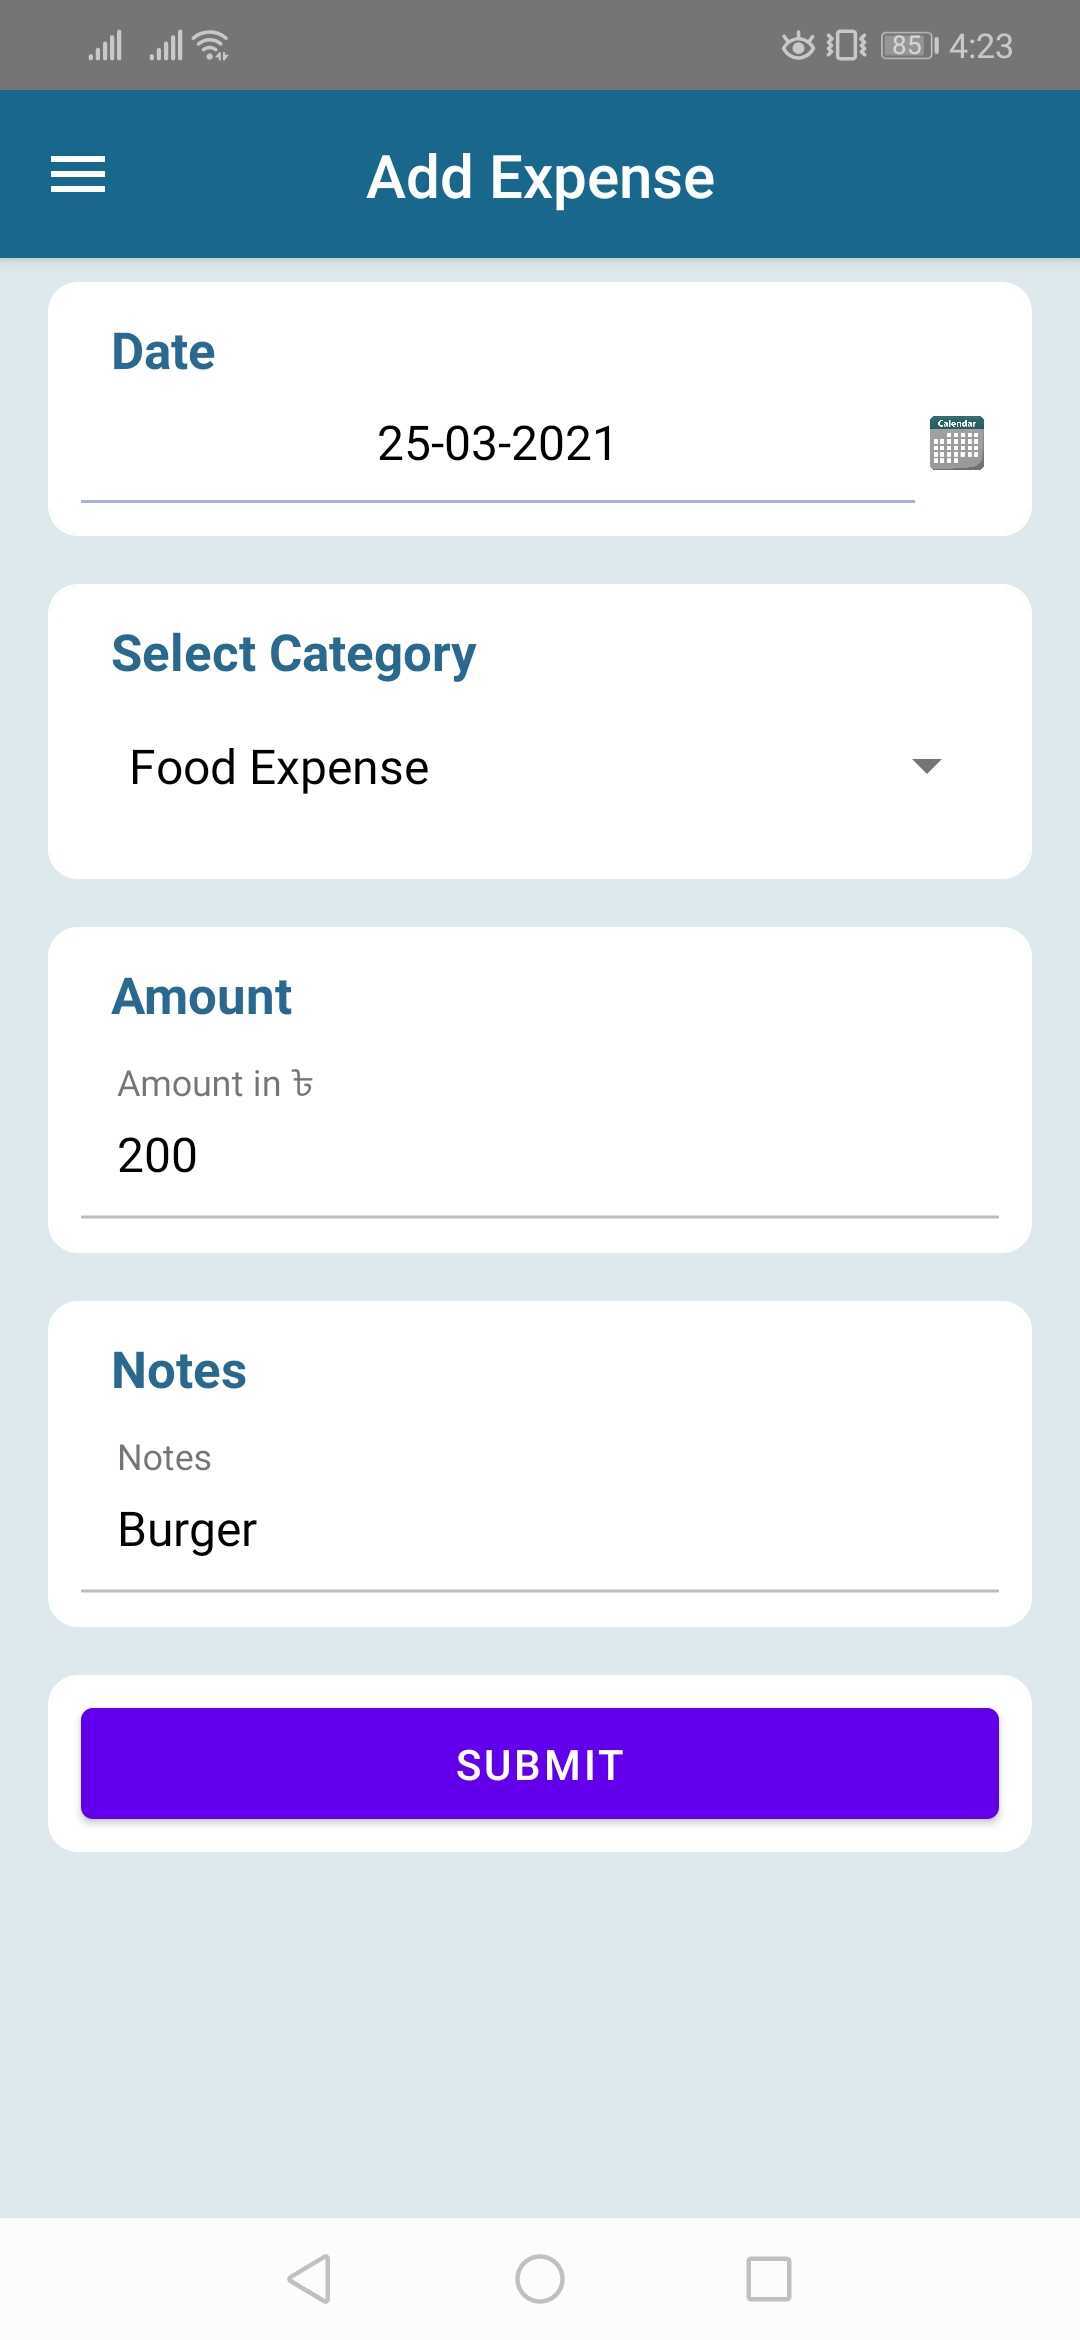 85 4:23
Add Expense
Date
25-03-2021
Calendar
Select Category
Food Expense
Amount
Amount in ৳
200
Notes
Notes
Burger
SUBMIT